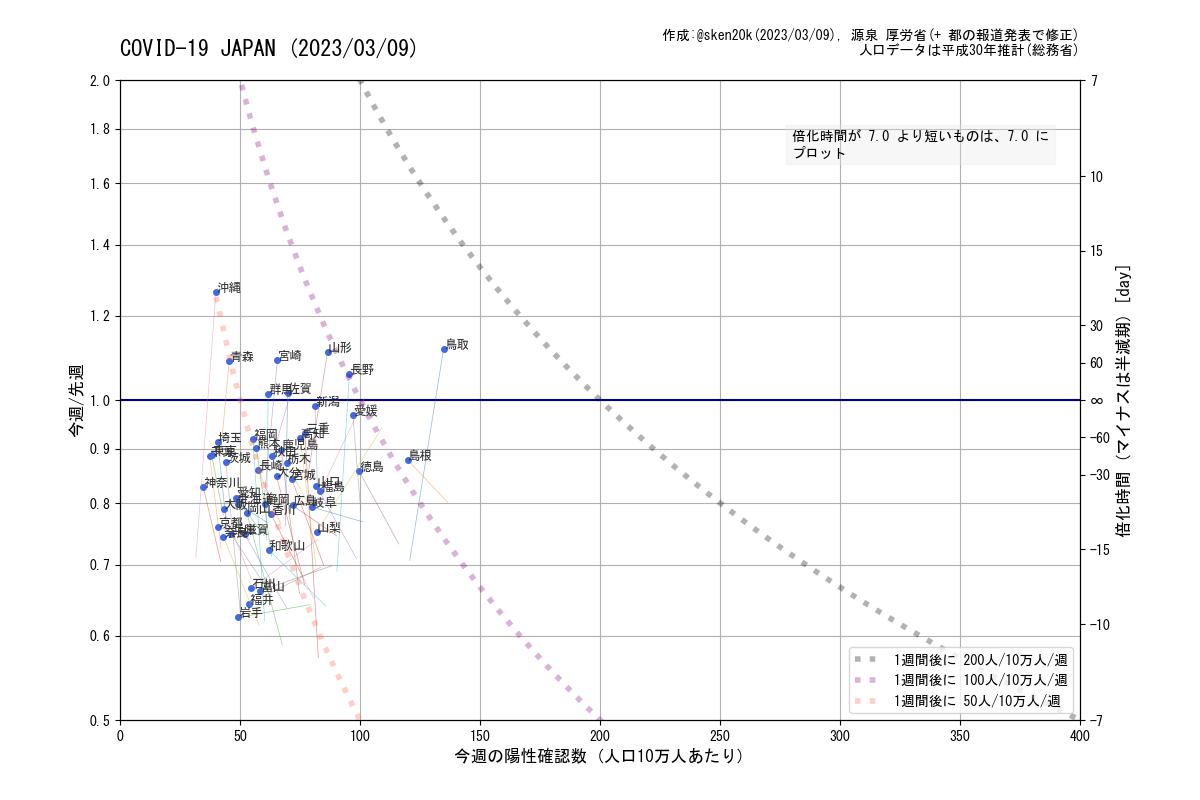 COVID-19 JAPAN (2023/03/09)
作成:@sken20k(2023/03/09), 源泉 厚労省(+ 都の報道発表で修正)
人口データは平成30年推計(総務省)
倍化時間が 7.0 より短いものは、7.0 に
プロット
今週/先週
2.0
1.8
1.6
1.4
1.2
1.0
0.9
0.8
0.7
0.6
0.5
沖縄
青森
宮崎
山形
鳥取
長野
群馬
佐賀
新潟
愛媛
三重
高知
埼玉
福岡
熊本
鹿児島
東京
秋田
茨城
栃木
長崎
大分
宮城
徳島
島根
神奈川
山口
福島
愛知
北海道
静岡
広島
岐阜
大阪
岡山
香川
京都
滋賀
山梨
和歌山
石川
富山
福井
岩手
7
10
15
30
60
∞
−60
−30
−15
−10
−7
倍化時間 (マイナスは半減期) [day]
1週間後に 200人/10万人/週
1週間後に 100人/10万人/週
1週間後に 50人/10万人/週
0
50
100
150
200
250
300
350
400
今週の陽性確認数 (人口10万人あたり)